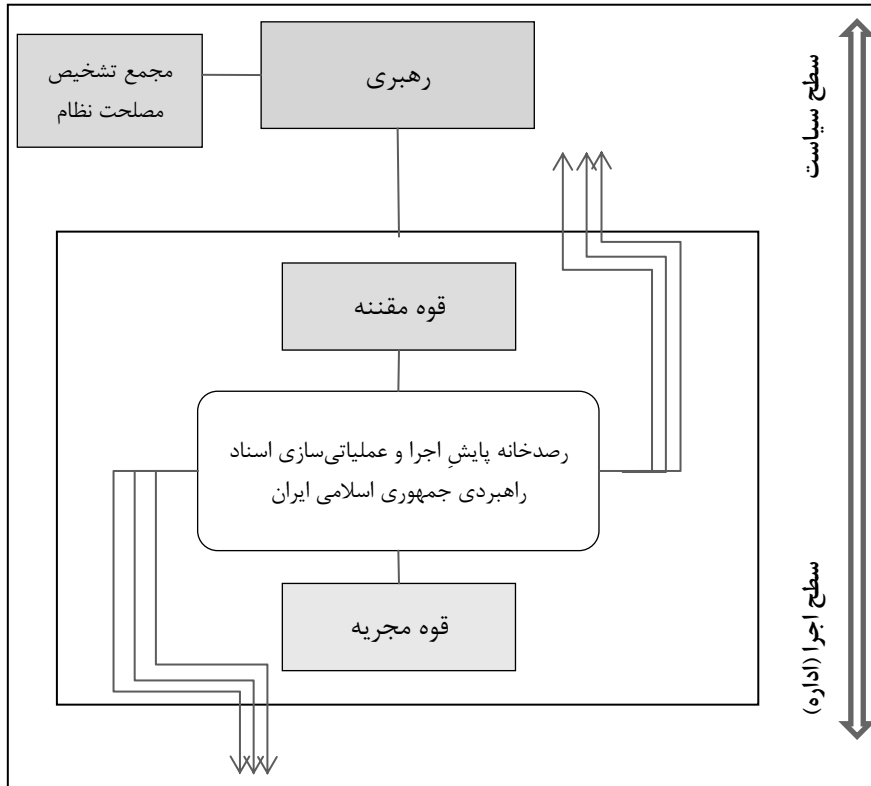 رهبری
مجمع تشخیص
مصلحت نظام
سطح سیاست
قوه مقننه
رصدخانه پایشِ اجرا و عملیاتی‌سازی اسناد
راهبردی جمهوری اسلامی ایران
قوه مجریه
سطح اجرا (اداره)